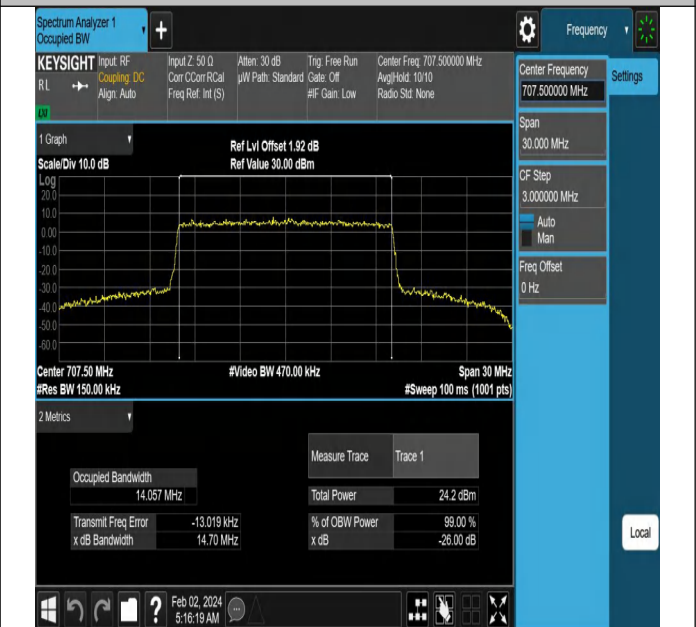 Spectrum Analyzer 1
Occupied BW
+
Frequency
KEYSIGHT
RL
Input: RF
Coupling: DC
Align: Auto
Input Z: 50 Ω
Corr CCorr RCal
Freq Ref: Int (S)
Atten: 30 dB
µW Path: Standard
Trig: Free Run
Gate: Off
#IF Gain: Low
Center Freq: 707.500000 MHz
Avg|Hold: 10/10
Radio Std: None
Center Frequency
707.500000 MHz
Settings
Span
30.000 MHz
CF Step
3.000000 MHz
Auto
Man
Freq Offset
0 Hz
Local
1 Graph
Scale/Div 10.0 dB
Ref Lvl Offset 1.92 dB
Ref Value 30.00 dBm
Log
20.0
10.0
0.00
-10.0
-20.0
-30.0
-40.0
-50.0
-60.0
Center 707.50 MHz
#Video BW 470.00 kHz
Span 30 MHz
#Res BW 150.00 kHz
#Sweep 100 ms (1001 pts)
2 Metrics
Measure Trace
Trace 1
Occupied Bandwidth
14.057 MHz
Total Power
24.2 dBm
Transmit Freq Error
-13.019 kHz
% of OBW Power
99.00 %
x dB Bandwidth
14.70 MHz
x dB
-26.00 dB
?
Feb 02, 2024
5:16:19 AM